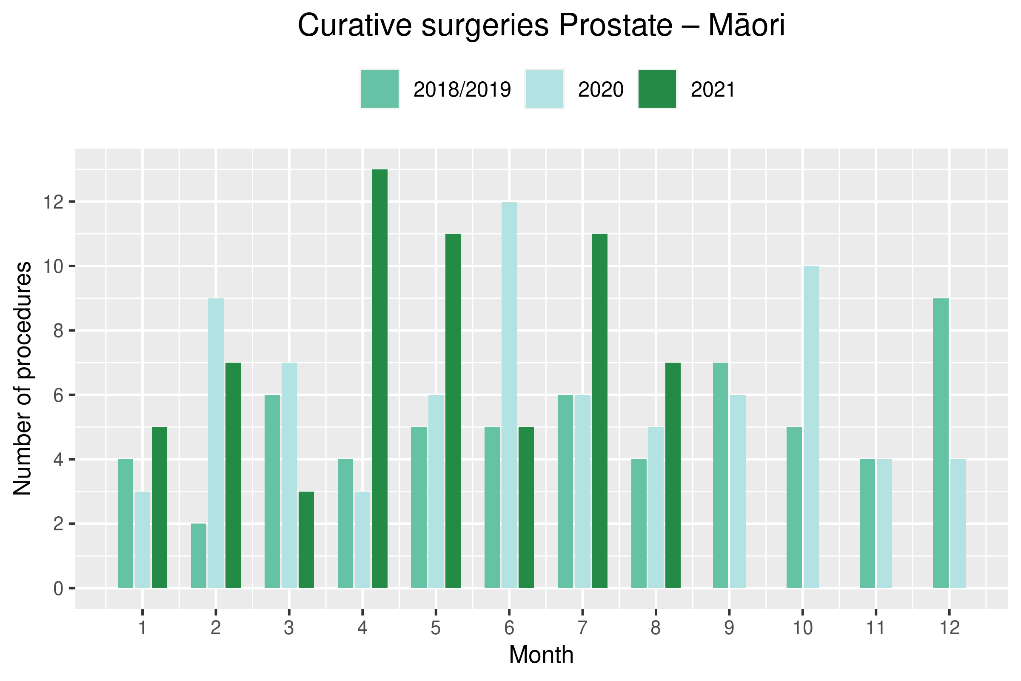 Curative surgeries Prostate – Māori
2018/2019 2020 2021
Number of procedures
12
10
8
6
4
2
0
1 2 3 4 5 6 7 8 9 10 11 12
Month